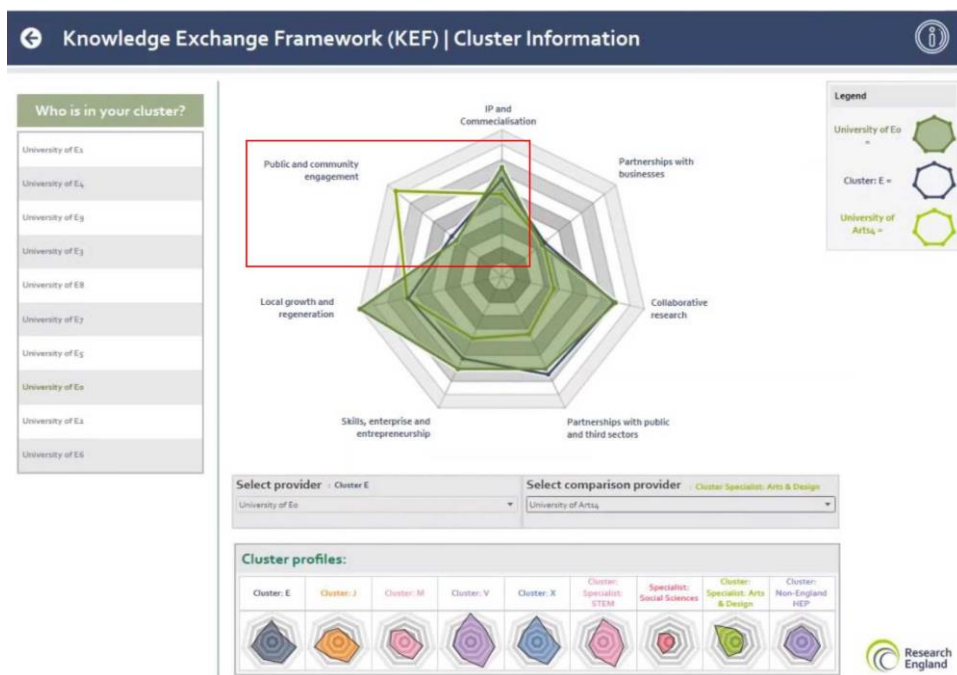 Knowledge Exchange Framework (KEF) | Cluster Information
Who is in your cluster?
University of E1
University of E4
University of E9
University of E3
University of E8
University of E7
University of E5
University of E0
University of E2
University of E6
IP and
Commecialisation
Public and community
engagement
Partnerships with
businesses
Local growth and
regeneration
Collaborative
research
Skills, enterprise and
entrepreneurship
Partnerships with public
and third sectors
Legend
University of E0
=
Cluster: E =
University of
Arts4 =
Select provider : Cluster E
University of E0
Select comparison provider : Cluster Specialist: Arts & Design
University of Arts4
Cluster profiles:
Cluster: E
Cluster: J
Cluster: M
Cluster: V
Cluster: X
Cluster:
Specialist:
STEM
Specialist:
Social Sciences
Cluster:
Specialist: Arts
& Design
Cluster:
Non-England
HEP
Research
England